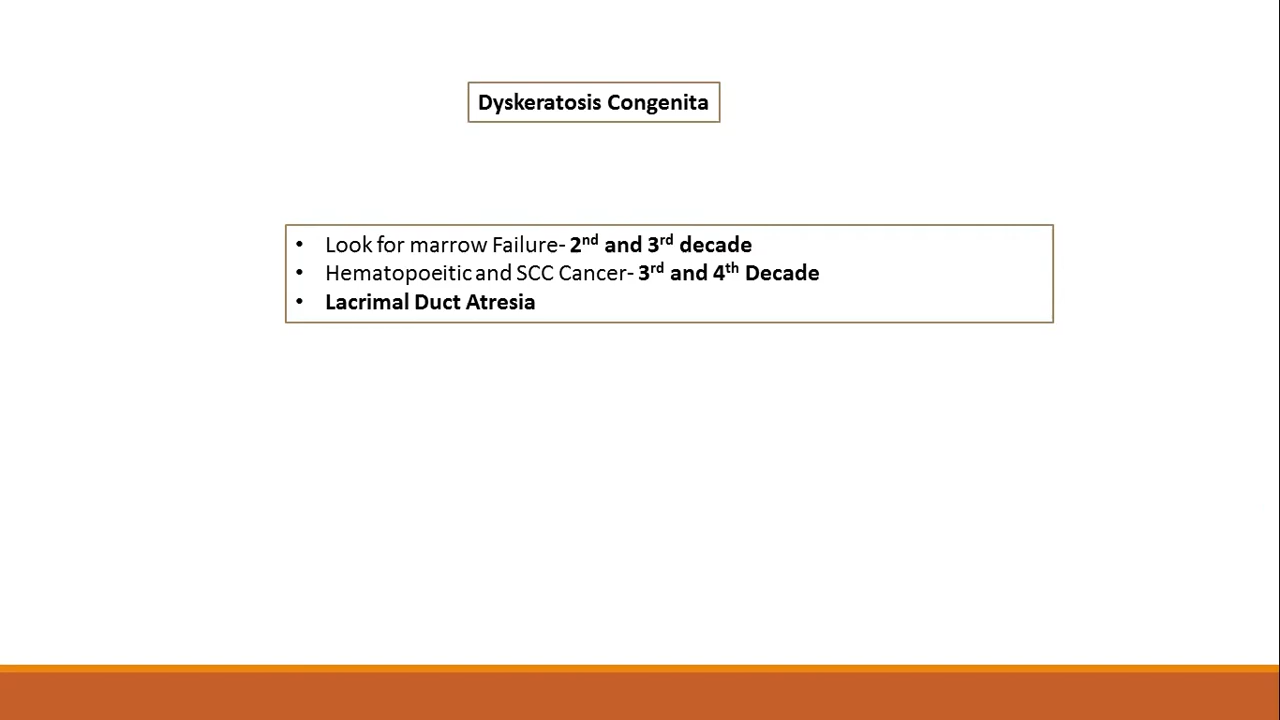 Dyskeratosis Congenita
• Look for marrow Failure- 2nd and 3rd decade
• Hematopoeitic and SCC Cancer- 3rd and 4th Decade
• Lacrimal Duct Atresia